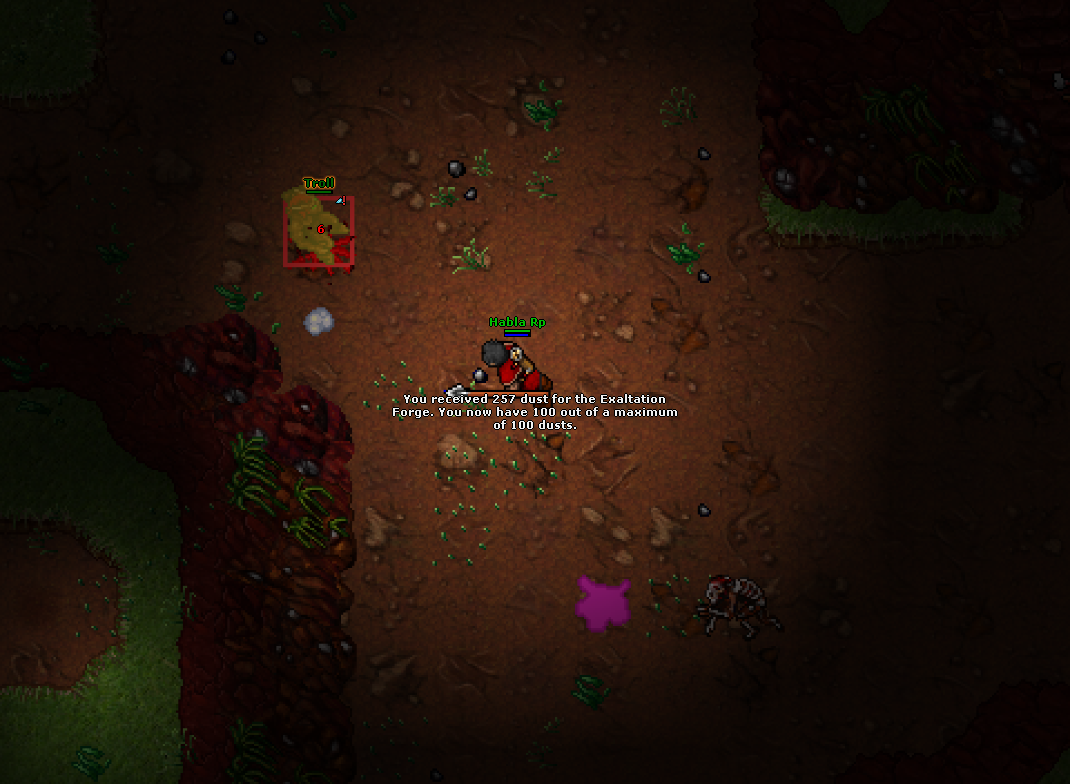 Troll
6
Habla Rp
You received 257 dust for the Exaltation
Forge. You now have 100 out of a maximum
of 100 dusts.